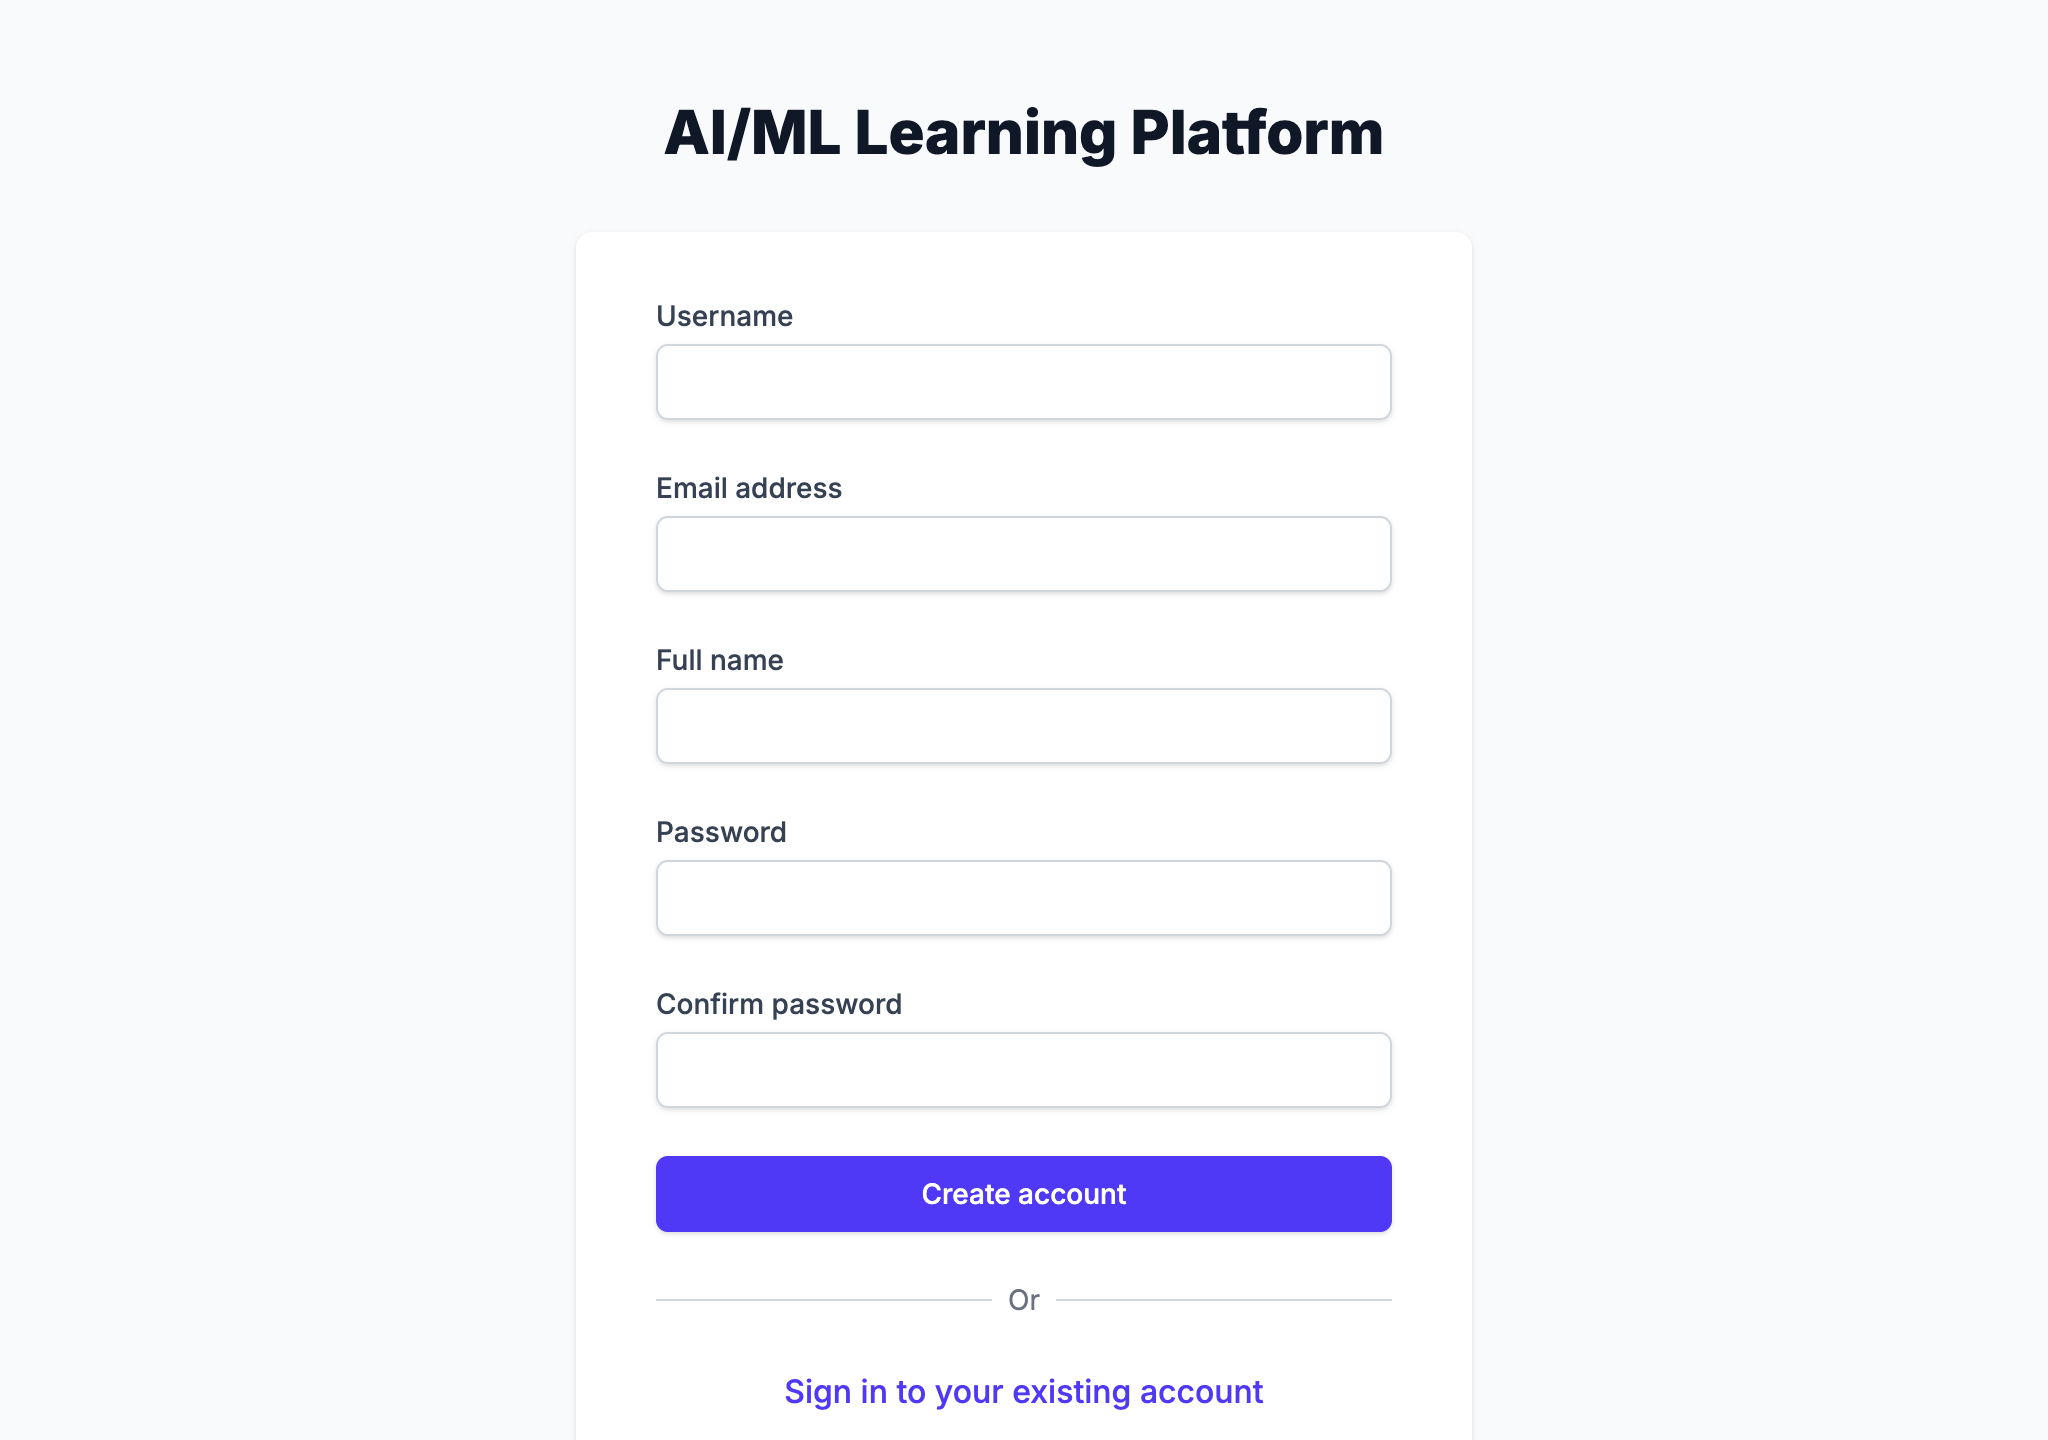 AI/ML Learning Platform
Username
Email address
Full name
Password
Confirm password
Create account
Or
Sign in to your existing account